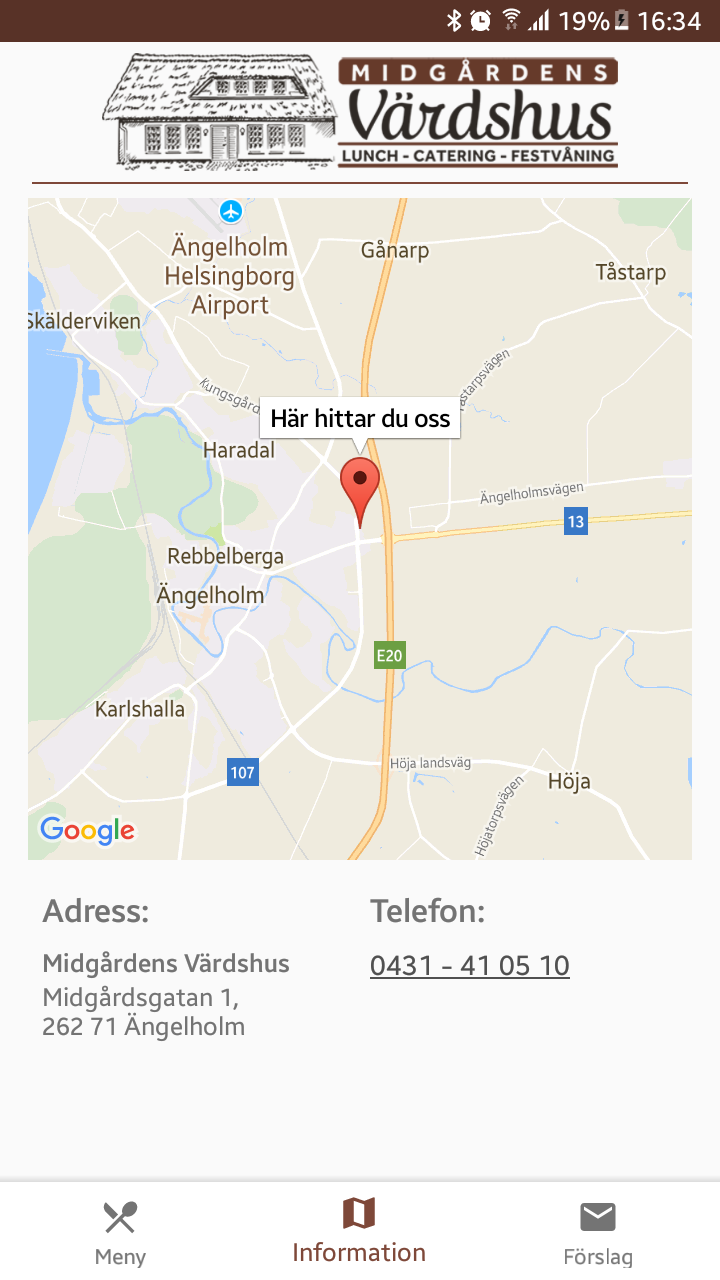 19% 16:34
MIDGÅRDENS
Värdshus
LUNCH - CATERING - FESTVÅNING
Ängelholm
Helsingborg
Airport
Gånarp
Tåstarp
Skälderviken
Kungsgård
astarpsvägen
Här hittar du oss
Haradal
Ängelholmsvägen
13
Rebbelberga
Ängelholm
E20
Karlshalla
107
Höja landsväg
Höja
Höjatorpsvägen
Google
Adress:
Midgårdens Värdshus
Midgårdsgatan 1,
262 71 Ängelholm
Telefon:
0431 - 41 05 10
Meny
Information
Förslag